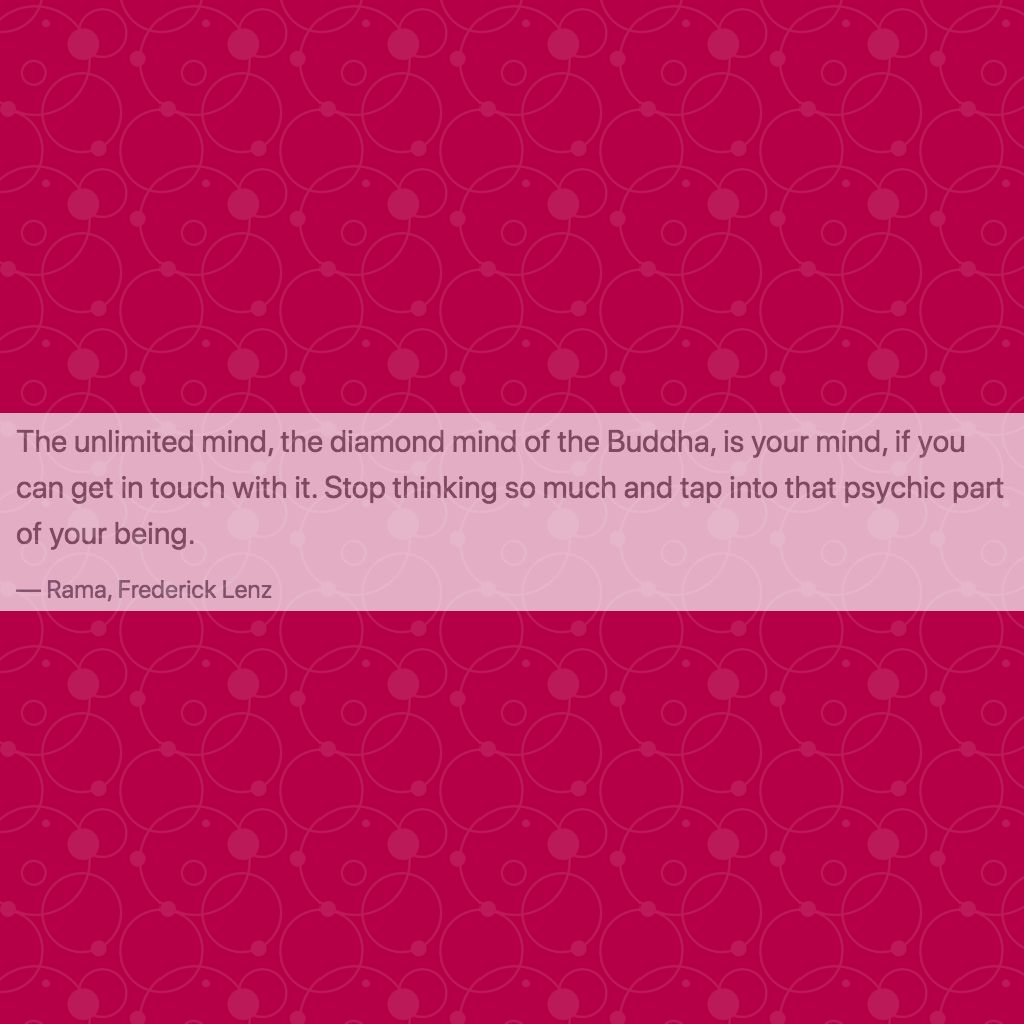 The unlimited mind, the diamond mind of the Buddha, is your mind, if you
can get in touch with it. Stop thinking so much and tap into that psychic part
of your being.
— Rama, Frederick Lenz